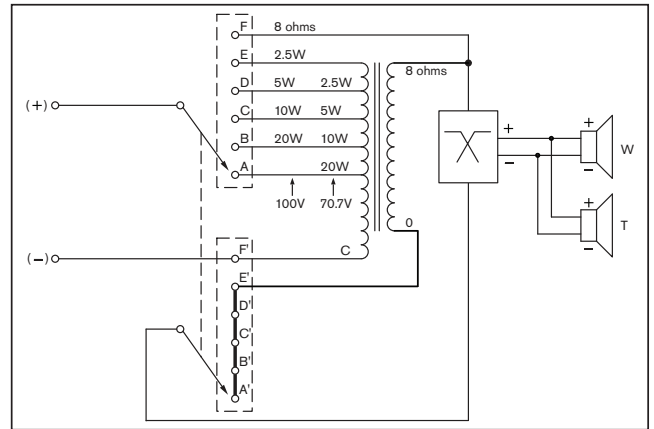 F 8 ohms
E 2.5W
8 ohms
D 5W 2.5W
(+)
C 10W 5W
+
+
B 20W 10W
W
−
−
A 20W
100V 70.7V
+
T
0
−
(−)
F' C
E'
D'
C'
B'
A'